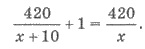 420/(x + 10) + 1 = 420/x.